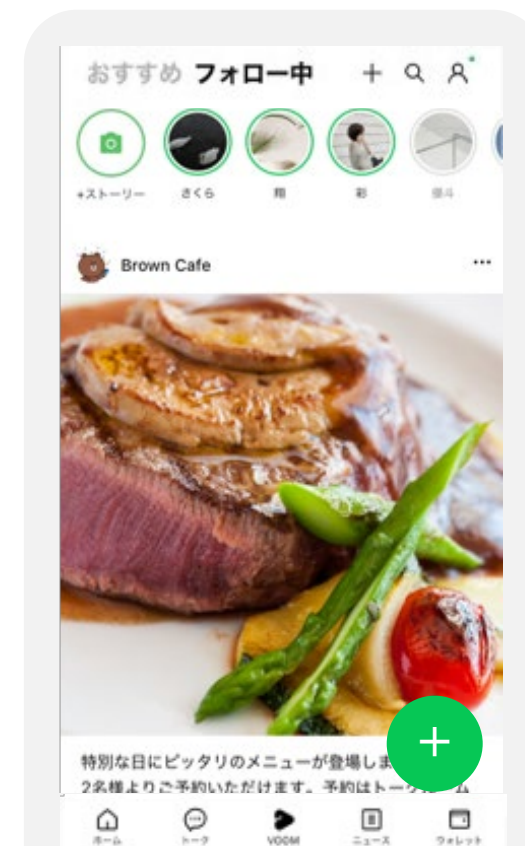 おすすめ フォロー中
+ストーリー さくら 翔 彩
Brown Cafe
特別な日にピッタリのメニューが登場しま
2名様よりご予約いただけます。予約はトーク
ホーム トーク VOOM ニュース ウォレット